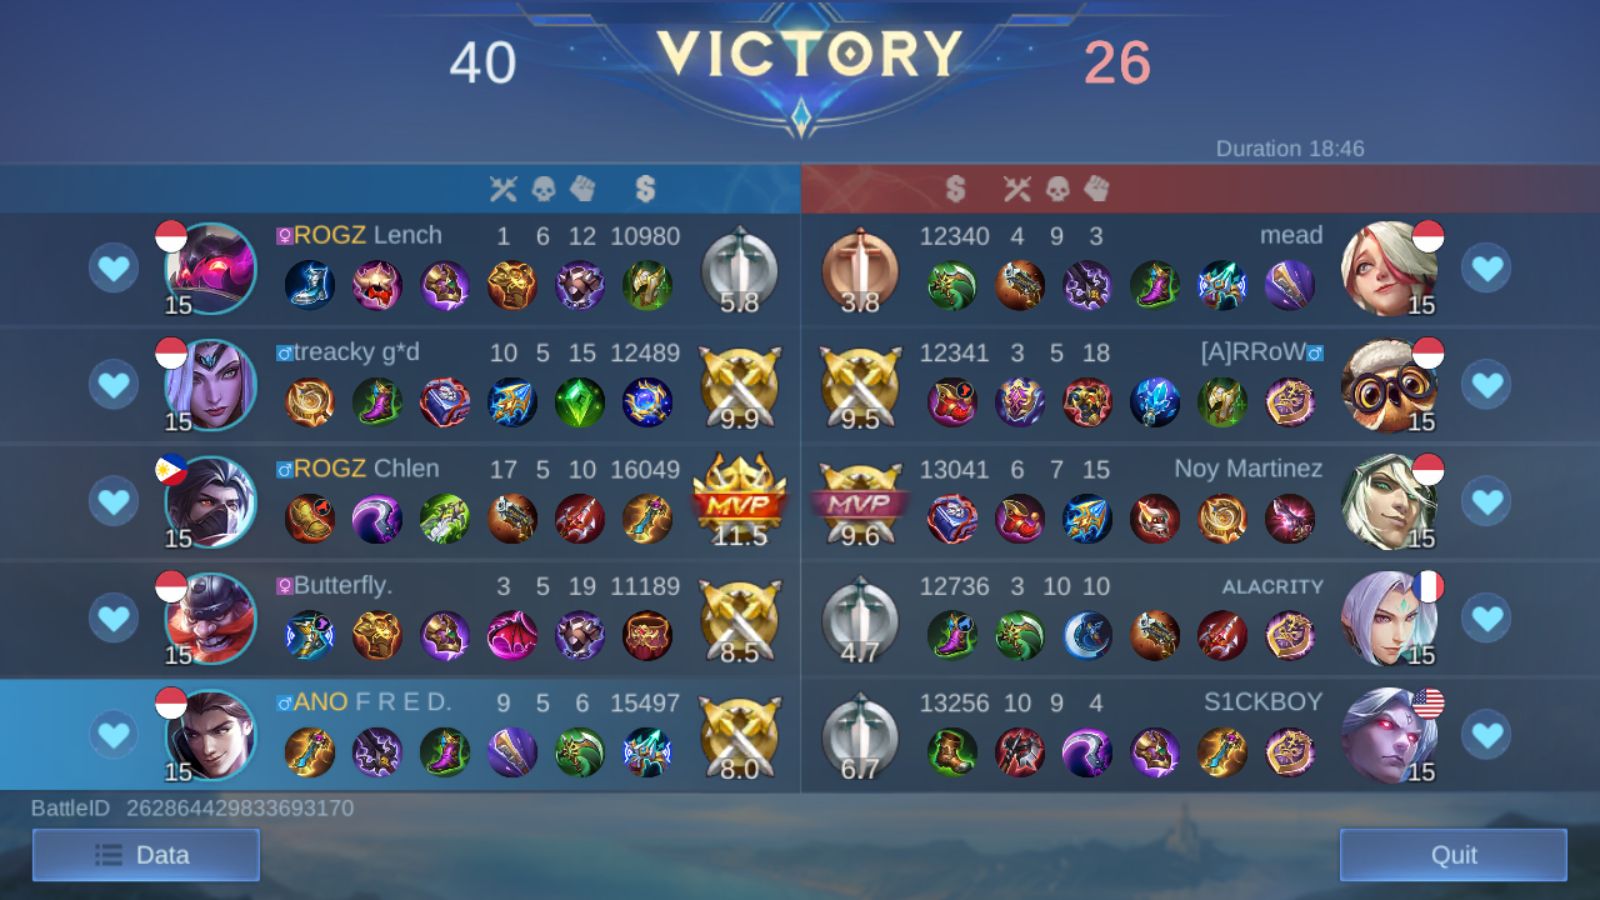 40 VICTORY 26
Duration 18:46
ROGZ Lench 1 6 12 10980
15 5.8
12340 4 9 3 mead
3.8 15
treacky g*d 10 5 15 12489
15 9.9
12341 3 5 18 [A]RRoW
9.5 15
ROGZ Chlen 17 5 10 16049
15 MVP 11.5
13041 6 7 15 Noy Martinez
MVP 9.6 15
Butterfly. 3 5 19 11189
15 8.5
12736 3 10 10 ALACRITY
4.7 15
ANO F R E D. 9 5 6 15497
15 8.0
13256 10 9 4 S1CKBOY
6.7 15
BattleID 262864429833693170
Data Quit